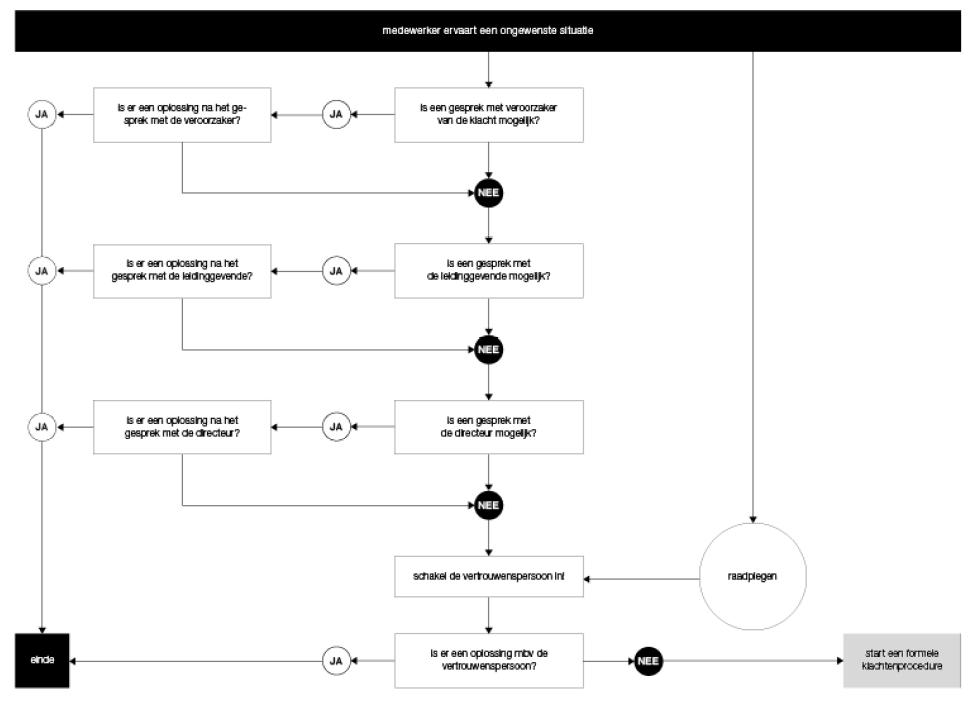 medewerker ervaart een ongewenste situatie
JA
is er een oplossing na het ge-
sprek met de veroorzaker?
JA
is een gesprek met veroorzaker
van de klacht mogelijk?
NEE
JA
is er een oplossing na het
gesprek met de leidinggevende?
JA
is een gesprek met
de leidinggevende mogelijk?
NEE
JA
is er een oplossing na het
gesprek met de directeur?
JA
is een gesprek met
de directeur mogelijk?
NEE
schakel de vertrouwenspersoon in!
raadplegen
einde
JA
is er een oplossing mbv de
vertrouwenspersoon?
NEE
start een formele
klachtenprocedure